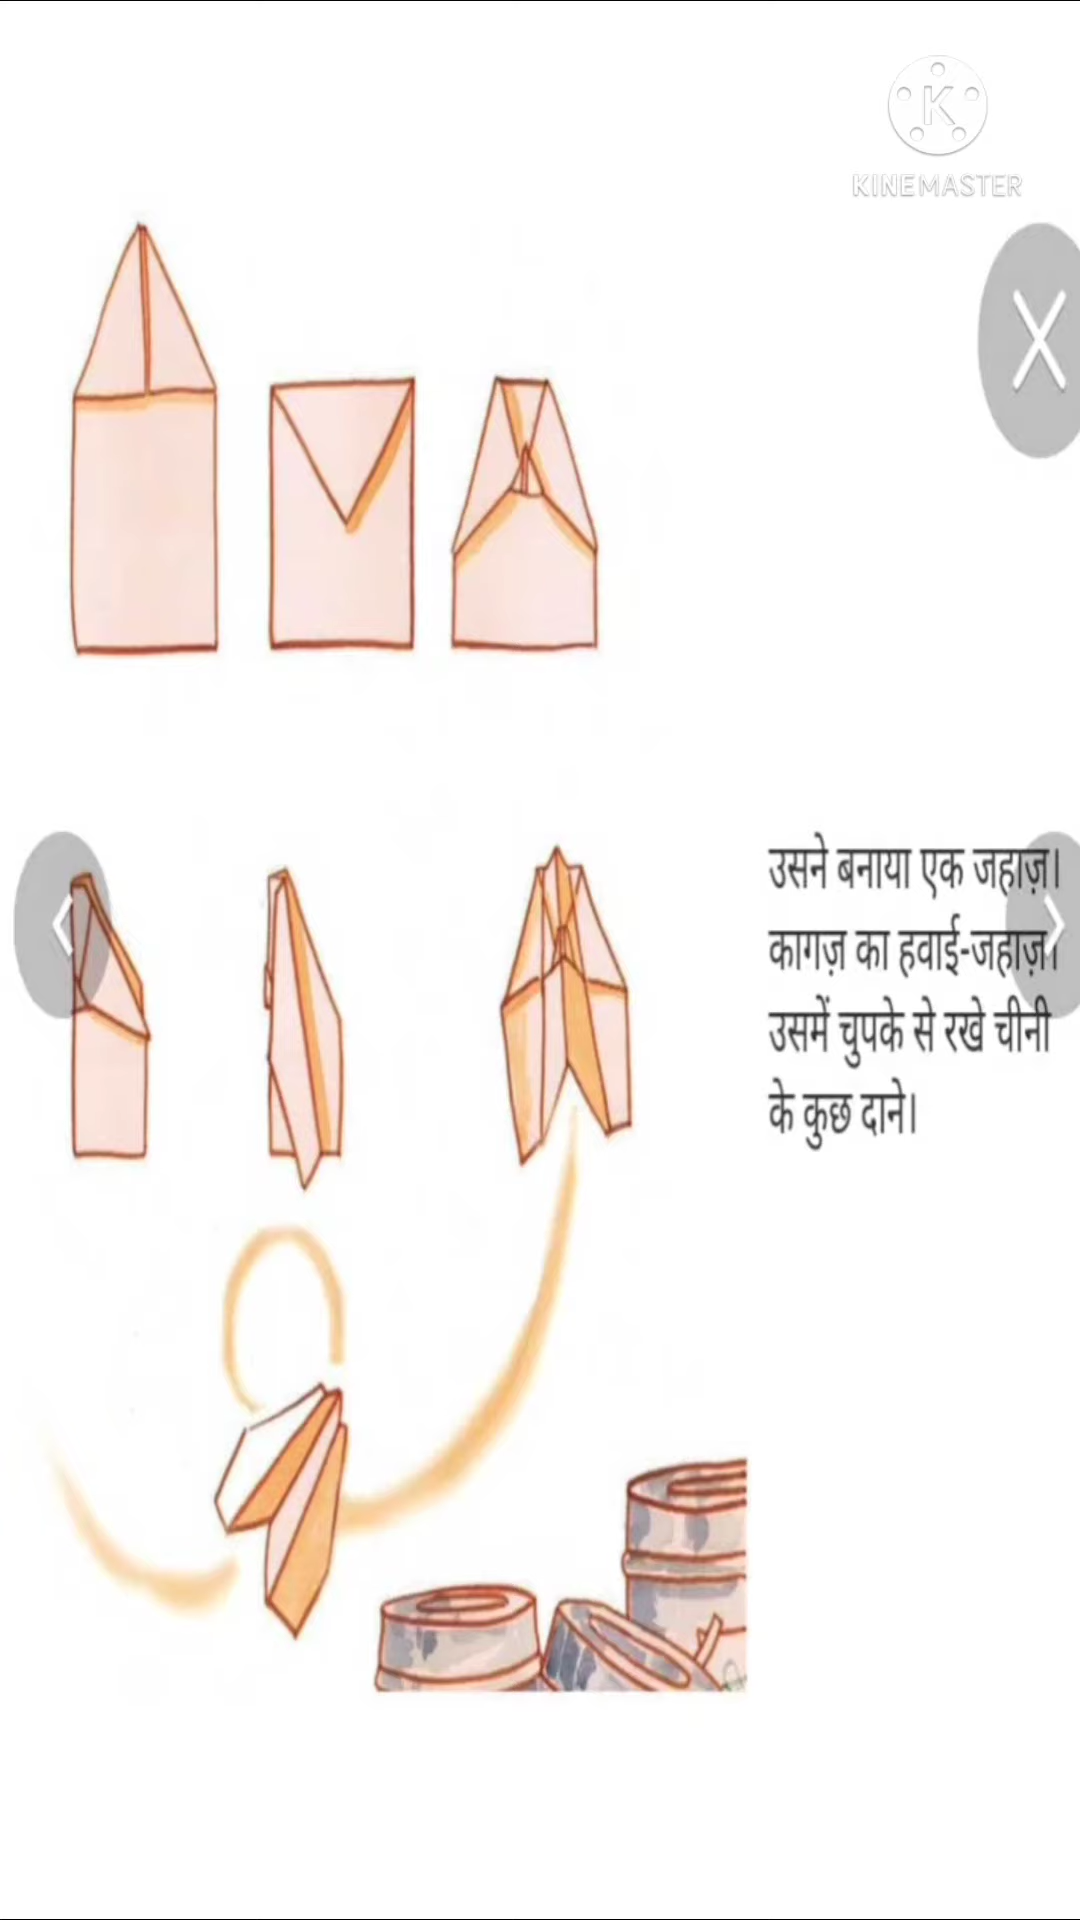 KINEMASTER
उसने बनाया एक जहाज़।
कागज़ का हवाई-जहाज़।
उसमें चुपके से रखे चीनी
के कुछ दाने।